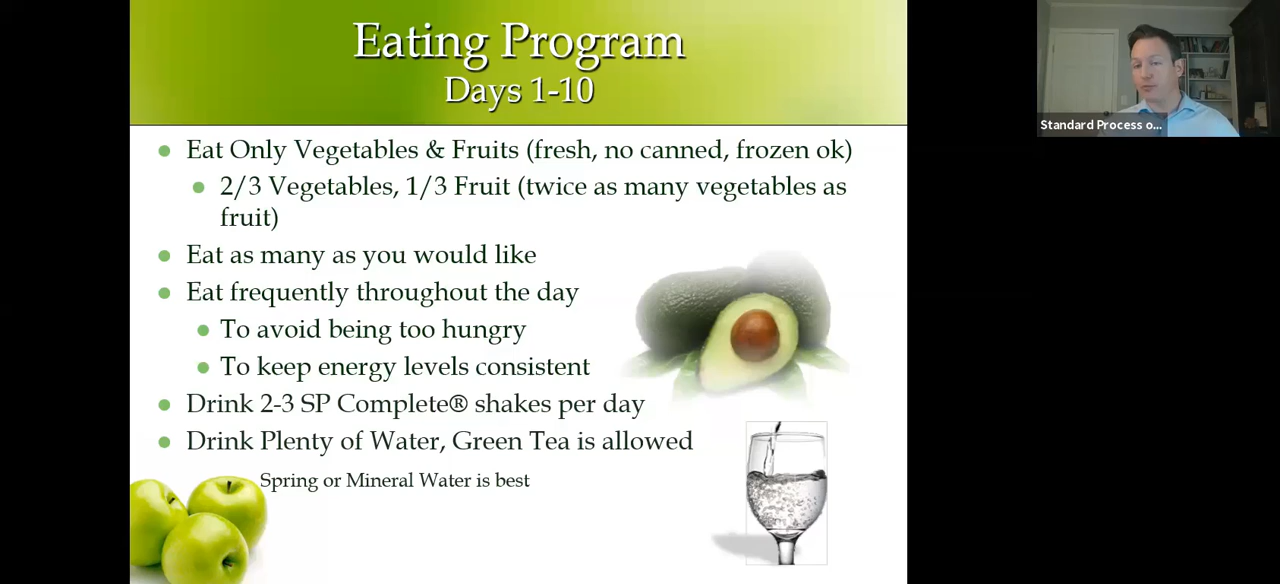 Eating Program
Days 1-10
Eat Only Vegetables & Fruits (fresh, no canned, frozen ok)
2/3 Vegetables, 1/3 Fruit (twice as many vegetables as
fruit)
Eat as many as you would like
Eat frequently throughout the day
To avoid being too hungry
To keep energy levels consistent
Drink 2-3 SP Complete® shakes per day
Drink Plenty of Water, Green Tea is allowed
Spring or Mineral Water is best
Standard Process o...